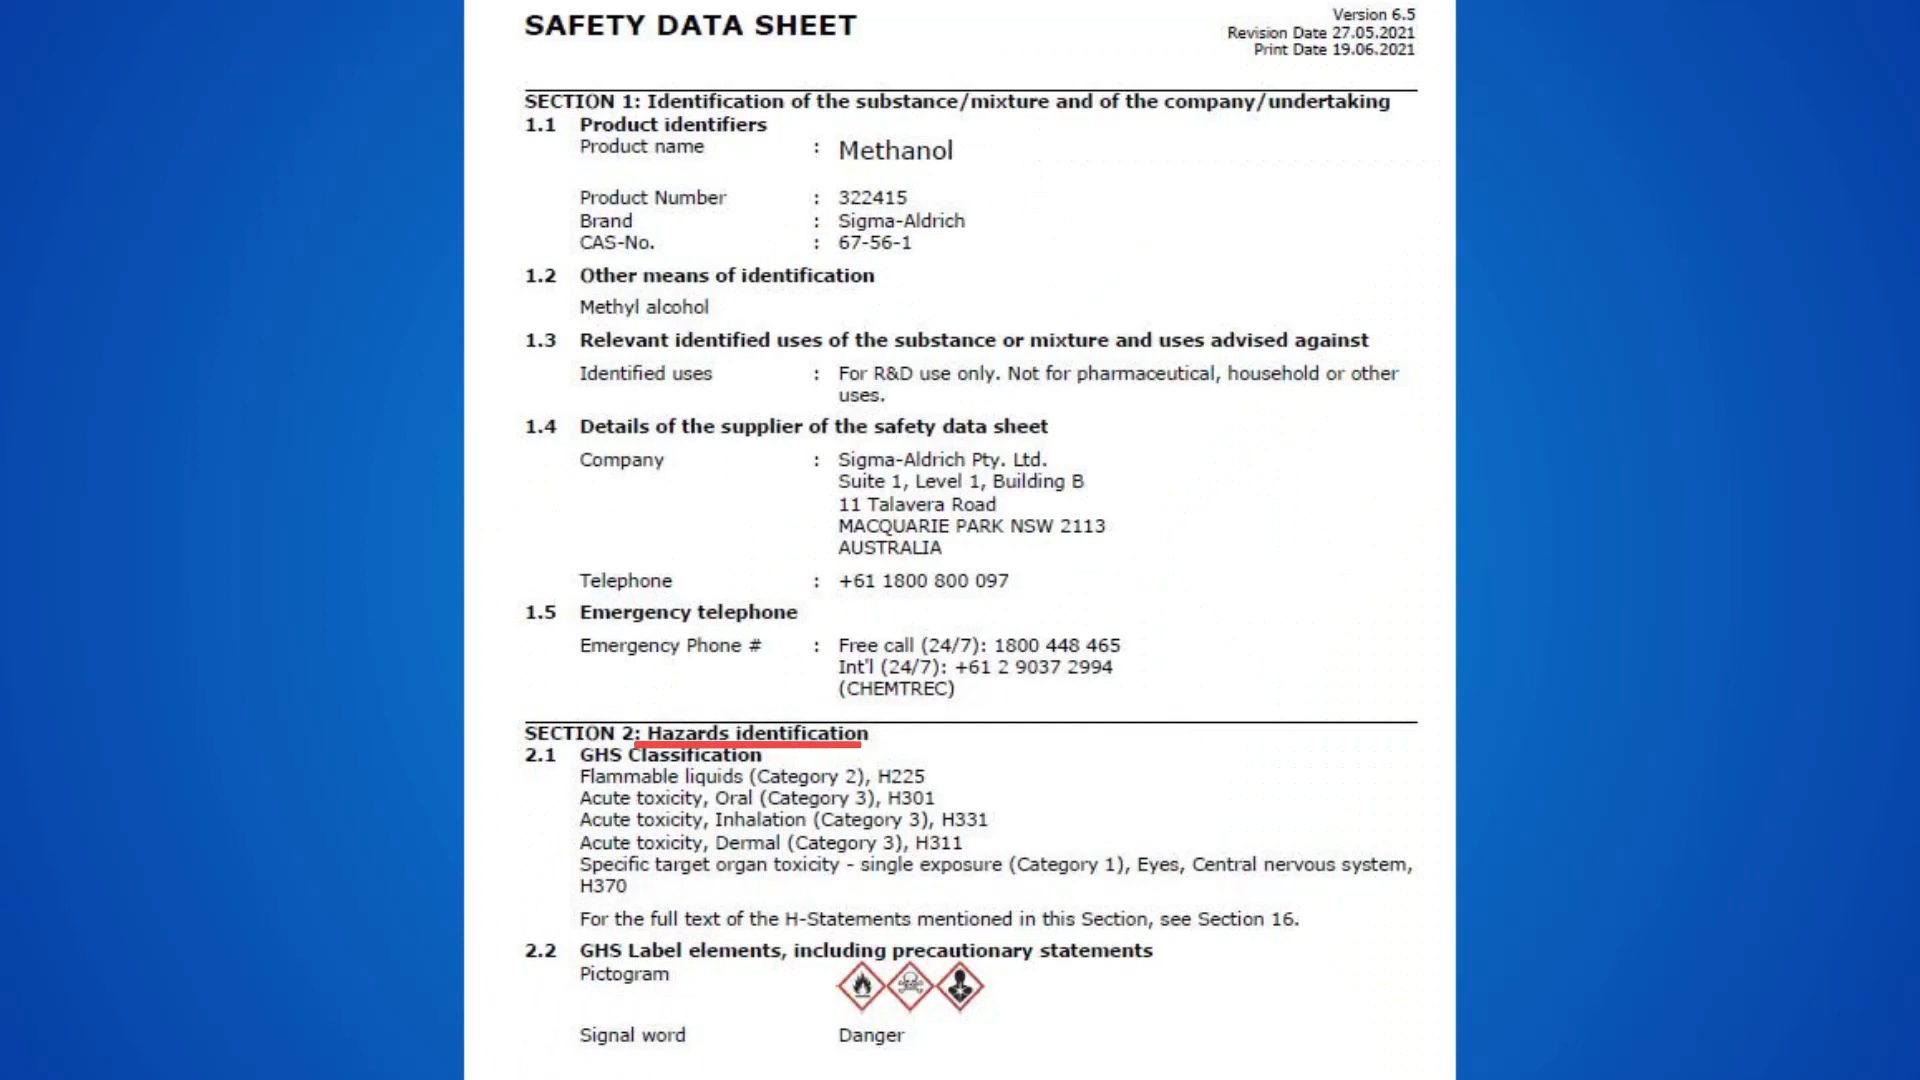 SAFETY DATA SHEET
Version 6.5
Revision Date 27.05.2021
Print Date 19.06.2021
SECTION 1: Identification of the substance/mixture and of the company/undertaking
1.1 Product identifiers
Product name : Methanol
Product Number : 322415
Brand : Sigma-Aldrich
CAS-No. : 67-56-1
1.2 Other means of identification
Methyl alcohol
1.3 Relevant identified uses of the substance or mixture and uses advised against
Identified uses : For R&D use only. Not for pharmaceutical, household or other
uses.
1.4 Details of the supplier of the safety data sheet
Company : Sigma-Aldrich Pty. Ltd.
Suite 1, Level 1, Building B
11 Talavera Road
MACQUARIE PARK NSW 2113
AUSTRALIA
Telephone : +61 1800 800 097
1.5 Emergency telephone
Emergency Phone # : Free call (24/7): 1800 448 465
Int'l (24/7): +61 2 9037 2994
(CHEMTREC)
SECTION 2: Hazards identification
2.1 GHS Classification
Flammable liquids (Category 2), H225
Acute toxicity, Oral (Category 3), H301
Acute toxicity, Inhalation (Category 3), H331
Acute toxicity, Dermal (Category 3), H311
Specific target organ toxicity - single exposure (Category 1), Eyes, Central nervous system,
H370
For the full text of the H-Statements mentioned in this Section, see Section 16.
2.2 GHS Label elements, including precautionary statements
Pictogram
Signal word Danger